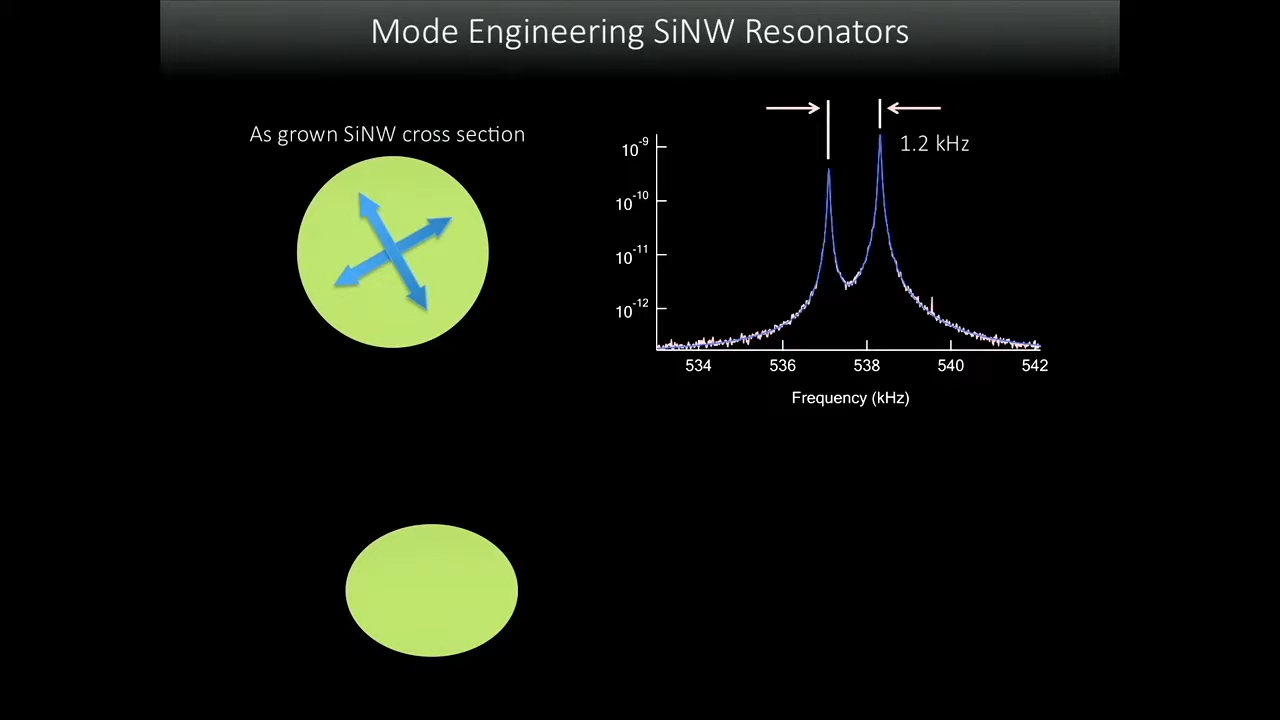 Mode Engineering SiNW Resonators
As grown SiNW cross section
1.2 kHz
10-9
10-10
10-11
10-12
534 536 538 540 542
Frequency (kHz)